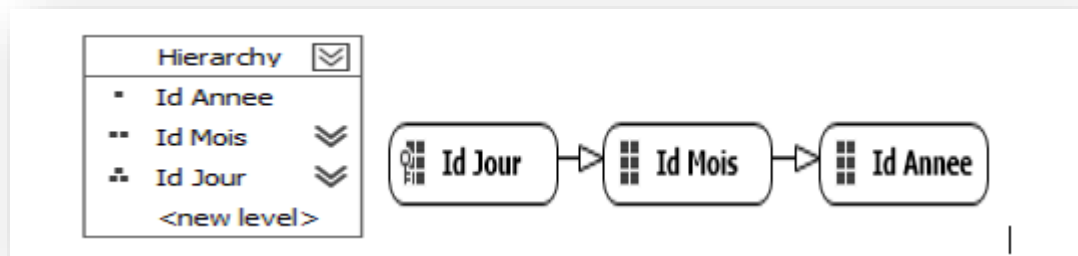 Hierarchy
Id Annee
Id Mois
Id Jour
<new level>
Id Jour
Id Mois
Id Annee